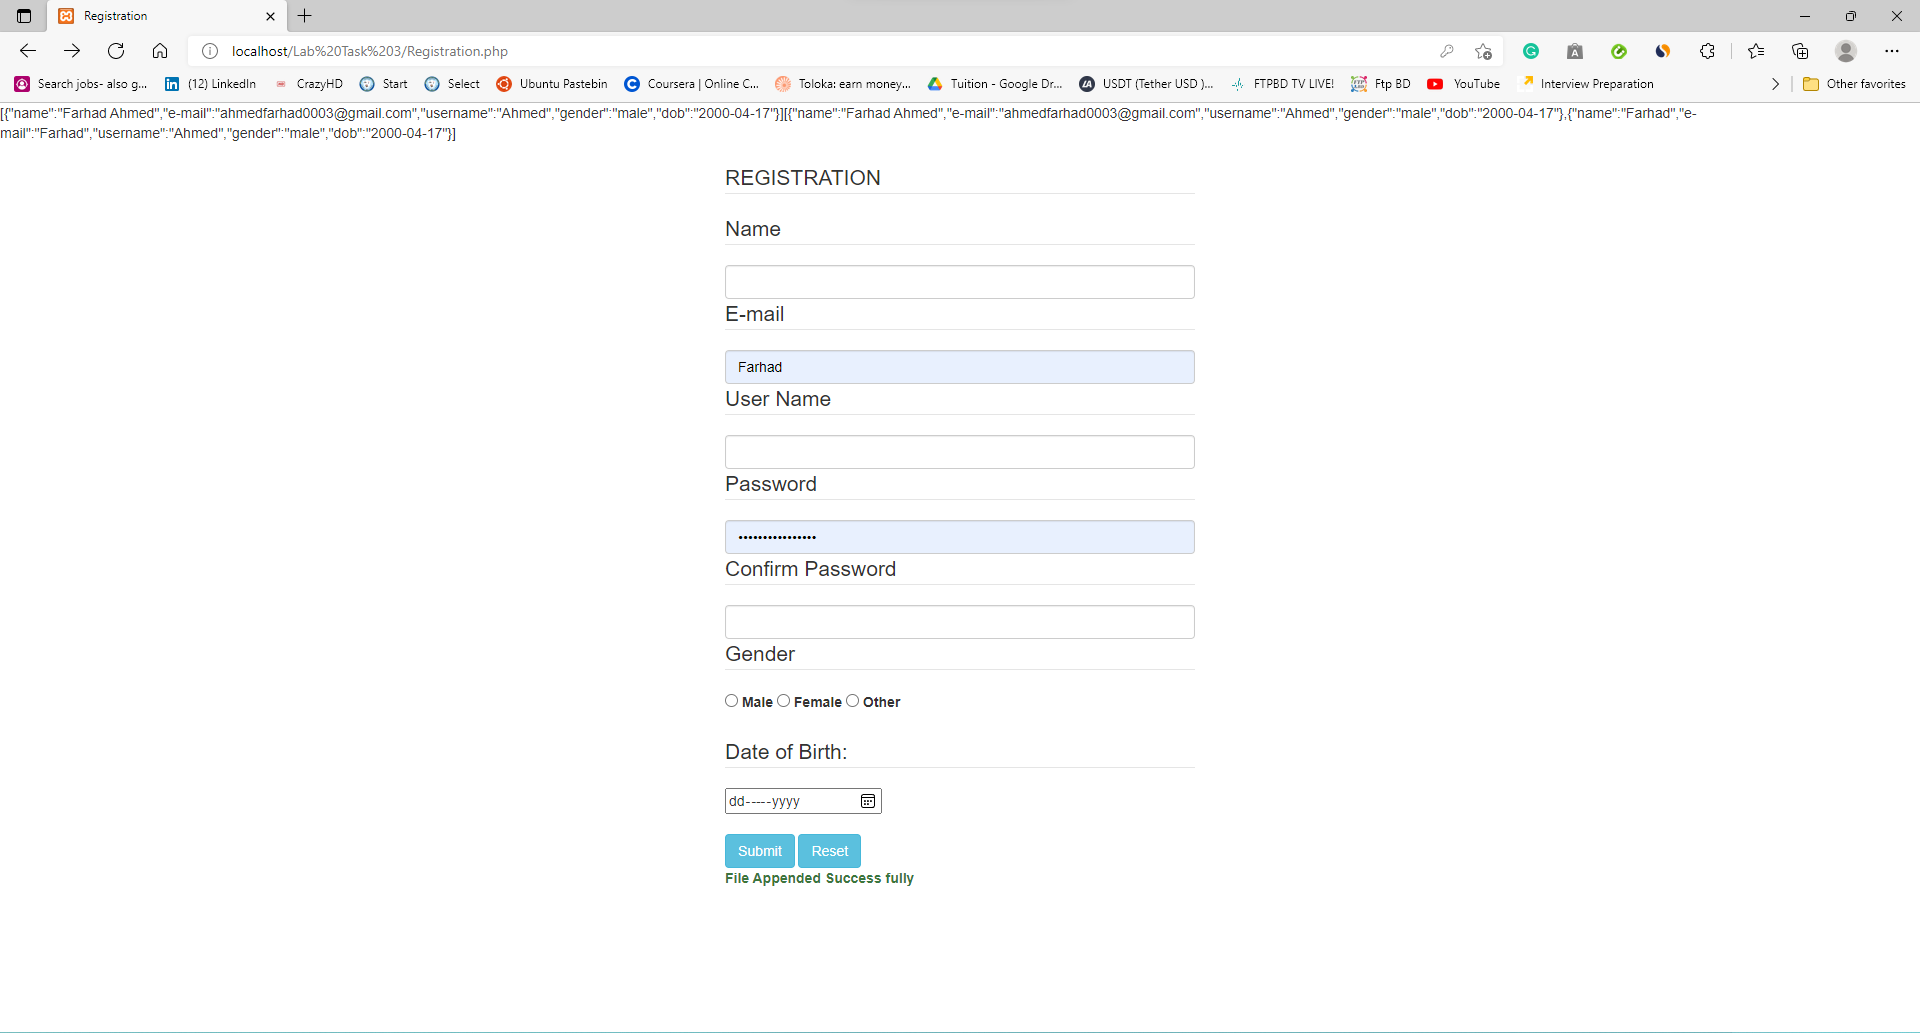 Registration
localhost/Lab%20Task%203/Registration.php
Search jobs- also g... (12) LinkedIn CrazyHD Start Select Ubuntu Pastebin Coursera | Online C... Toloka: earn money... Tuition - Google Dr... USDT (Tether USD )... FTPBD TV LIVE! Ftp BD YouTube Interview Preparation Other favorites
[{"name":"Farhad Ahmed","e-mail":"ahmedfarhad0003@gmail.com","username":"Ahmed","gender":"male","dob":"2000-04-17"}][{"name":"Farhad Ahmed","e-mail":"ahmedfarhad0003@gmail.com","username":"Ahmed","gender":"male","dob":"2000-04-17"},{"name":"Farhad","e-
mail":"Farhad","username":"Ahmed","gender":"male","dob":"2000-04-17"}]
REGISTRATION
Name
E-mail
Farhad
User Name
Password
••••••••••••••••
Confirm Password
Gender
Male Female Other
Date of Birth:
dd-----yyyy
Submit Reset
File Appended Success fully